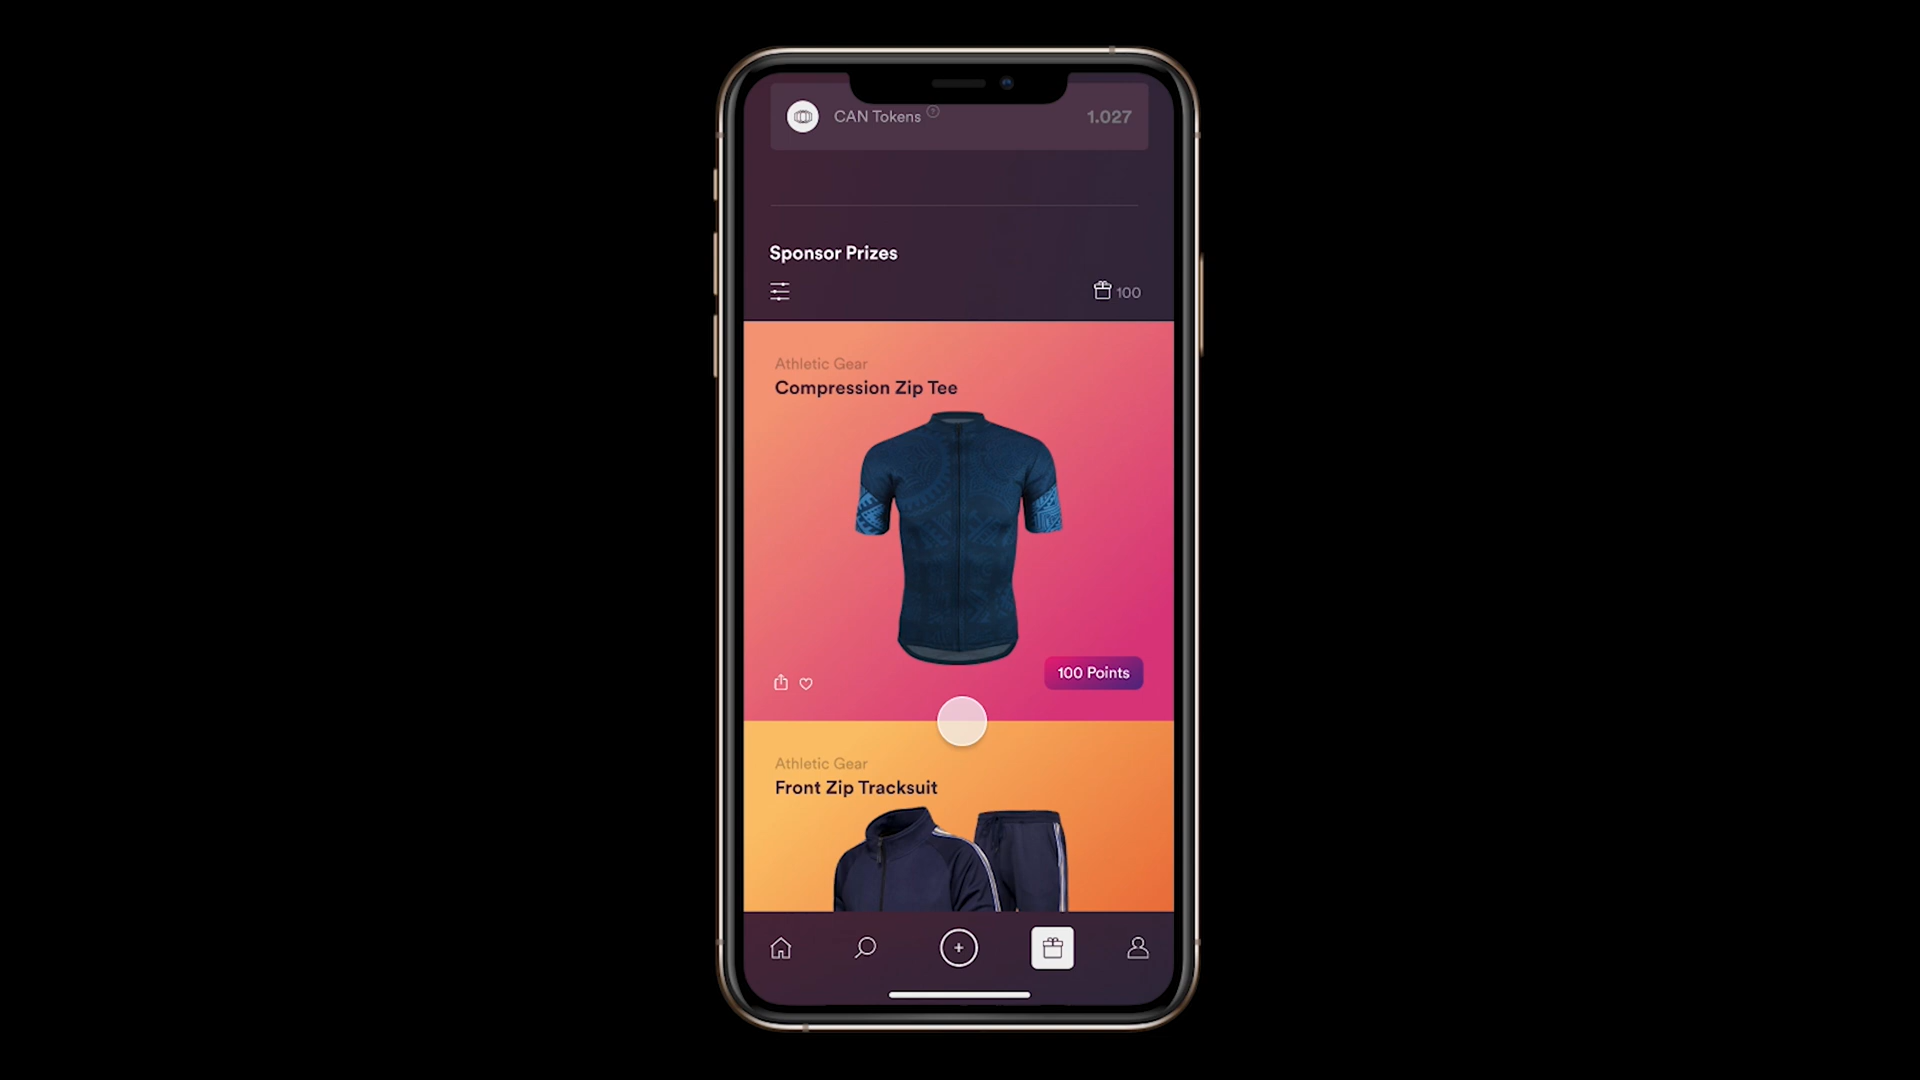 CAN Tokens ?
1.027
Sponsor Prizes
100
Athletic Gear
Compression Zip Tee
100 Points
Athletic Gear
Front Zip Tracksuit